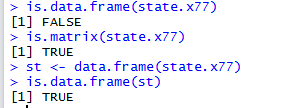 > is.data.frame(state.x77)
[1] FALSE
> is.matrix(state.x77)
[1] TRUE
> st <- data.frame(state.x77)
> is.data.frame(st)
[1] TRUE